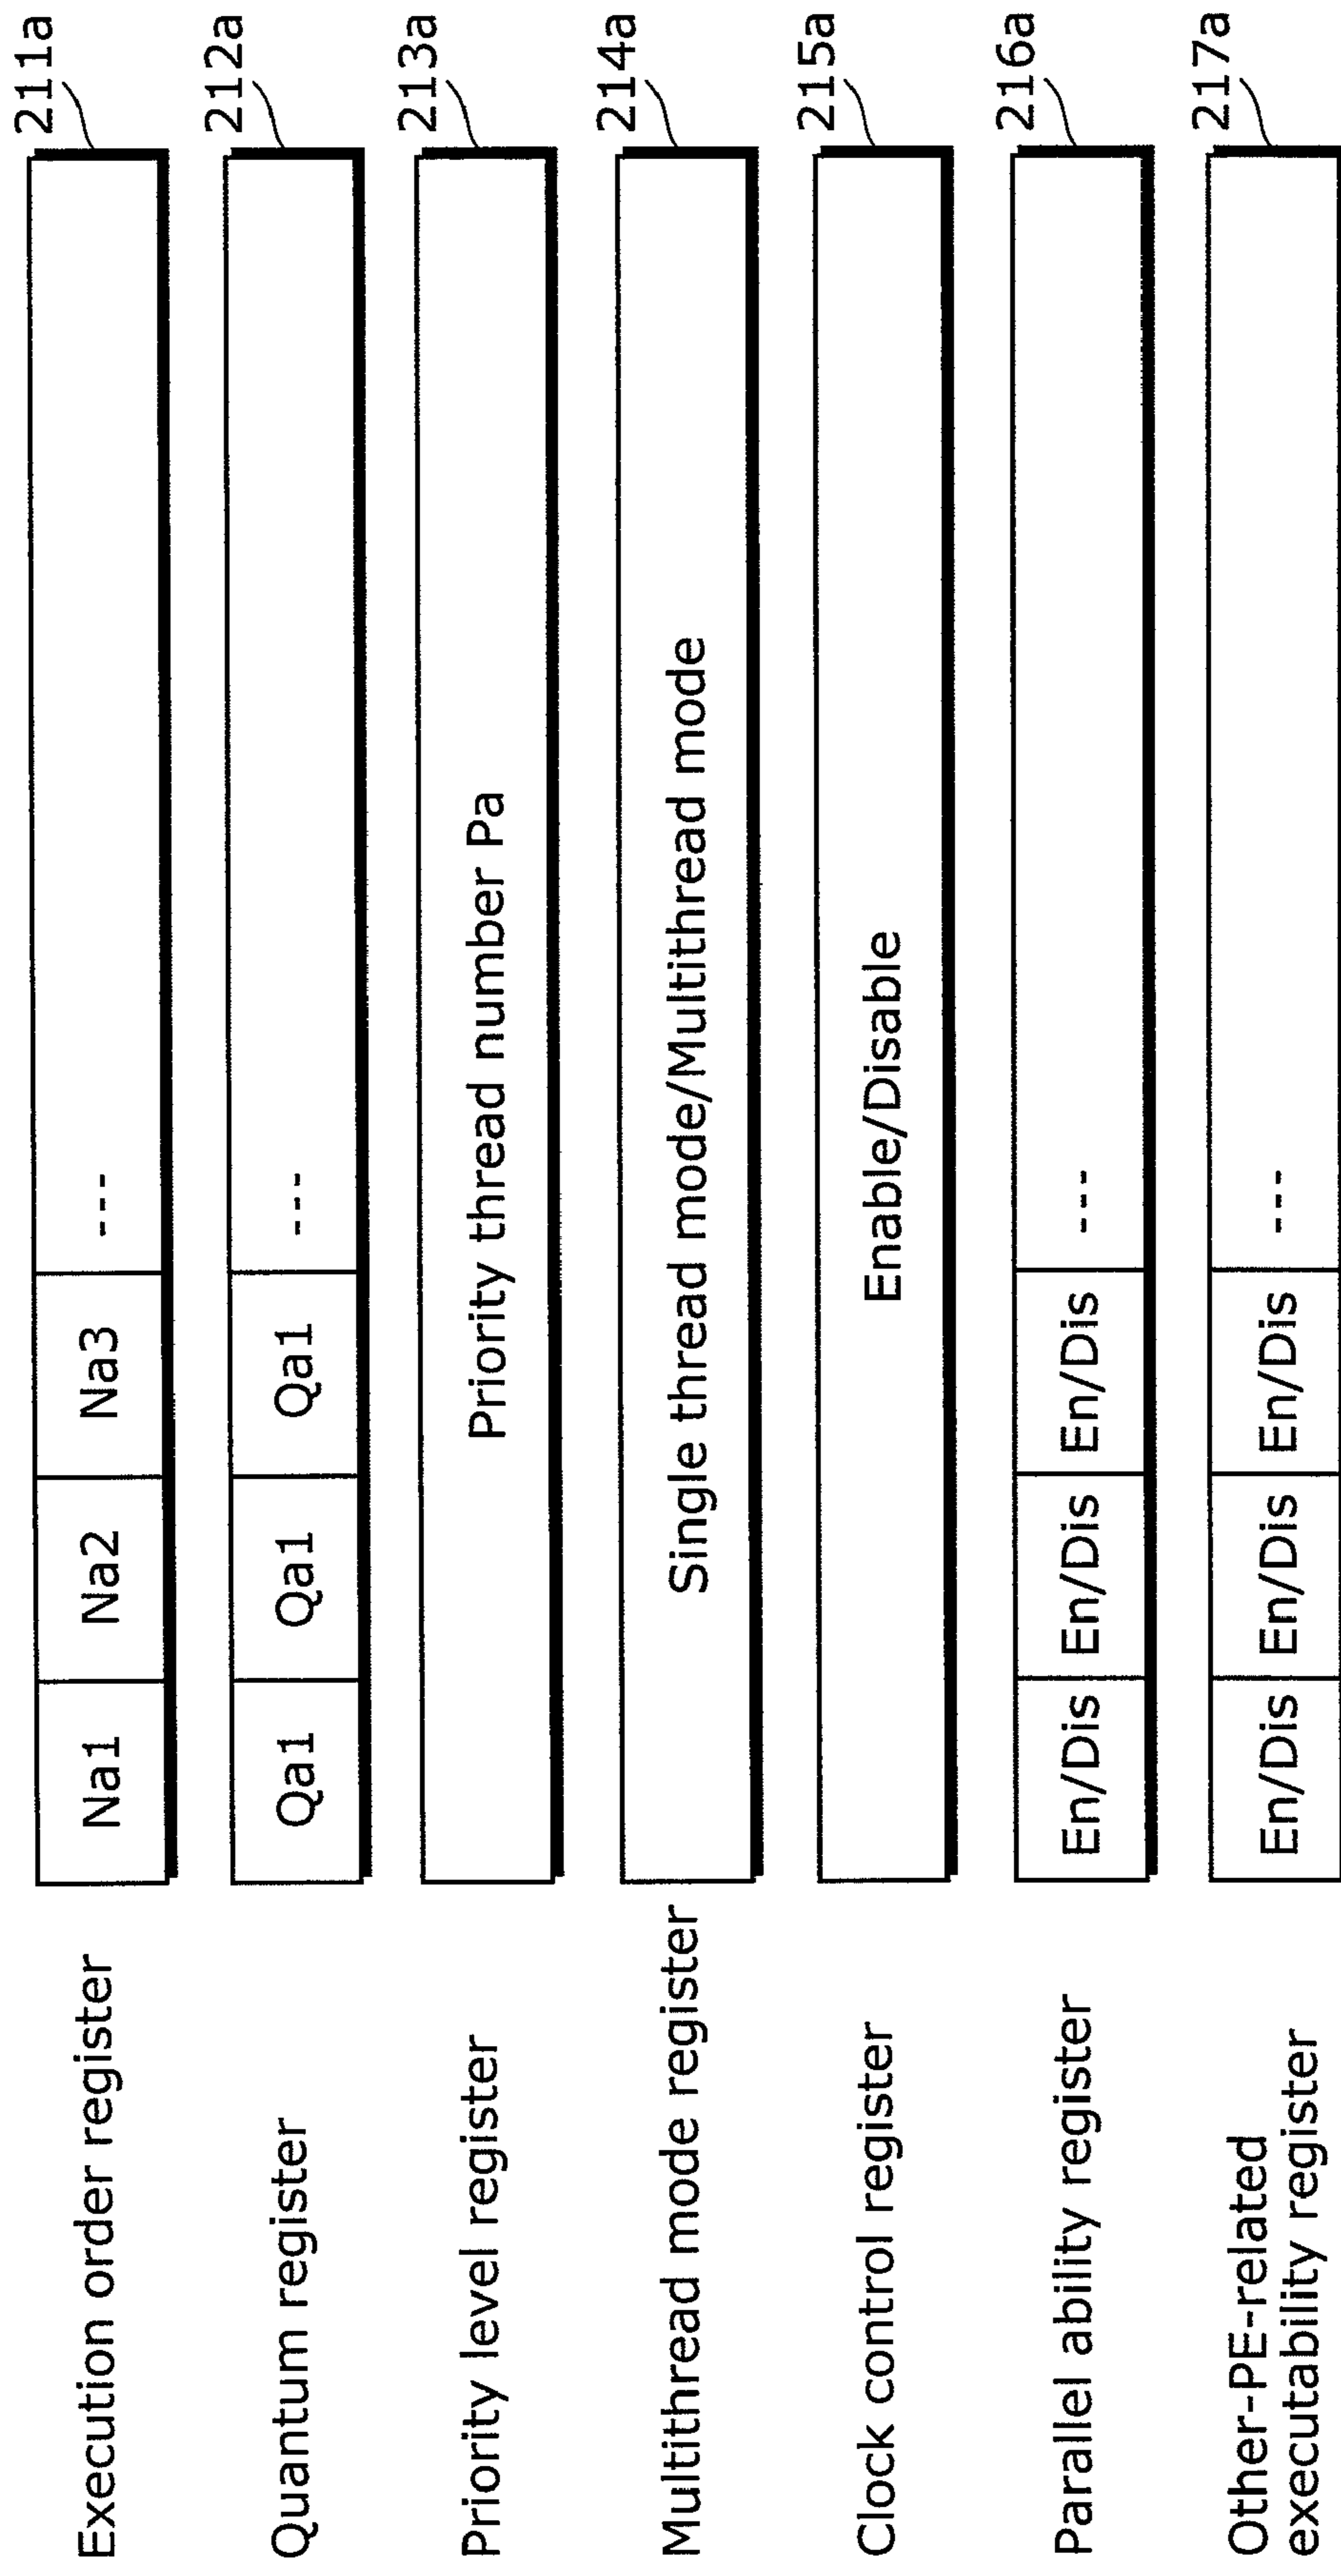 211a
Execution order register Na1 Na2 Na3 ---
212a
Quantum register Qa1 Qa1 Qa1 ---
213a
Priority level register Priority thread number Pa
214a
Multithread mode register Single thread mode/Multithread mode
215a
Clock control register Enable/Disable
216a
Parallel ability register En/Dis En/Dis En/Dis ---
217a
Other-PE-related
executability register En/Dis En/Dis En/Dis ---